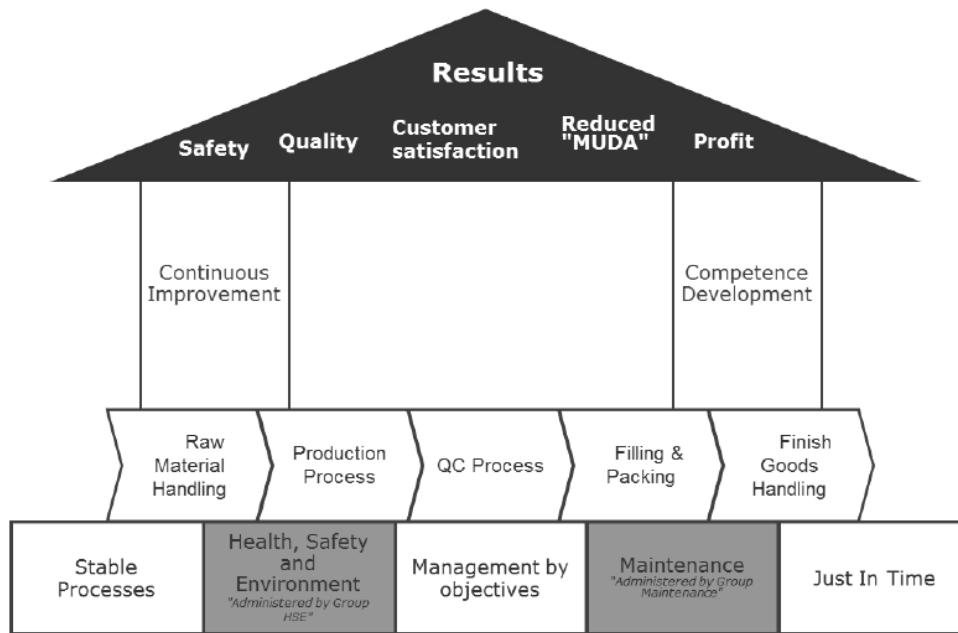 Results
Safety
Quality
Customer
satisfaction
Reduced
"MUDA"
Profit
Continuous
Improvement
Competence
Development
Raw
Material
Handling
Production
Process
QC Process
Filling &
Packing
Finish
Goods
Handling
Stable
Processes
Health, Safety
and
Environment
"Administered by Group
HSE"
Management by
objectives
Maintenance
"Administered by Group
Maintenance"
Just In Time